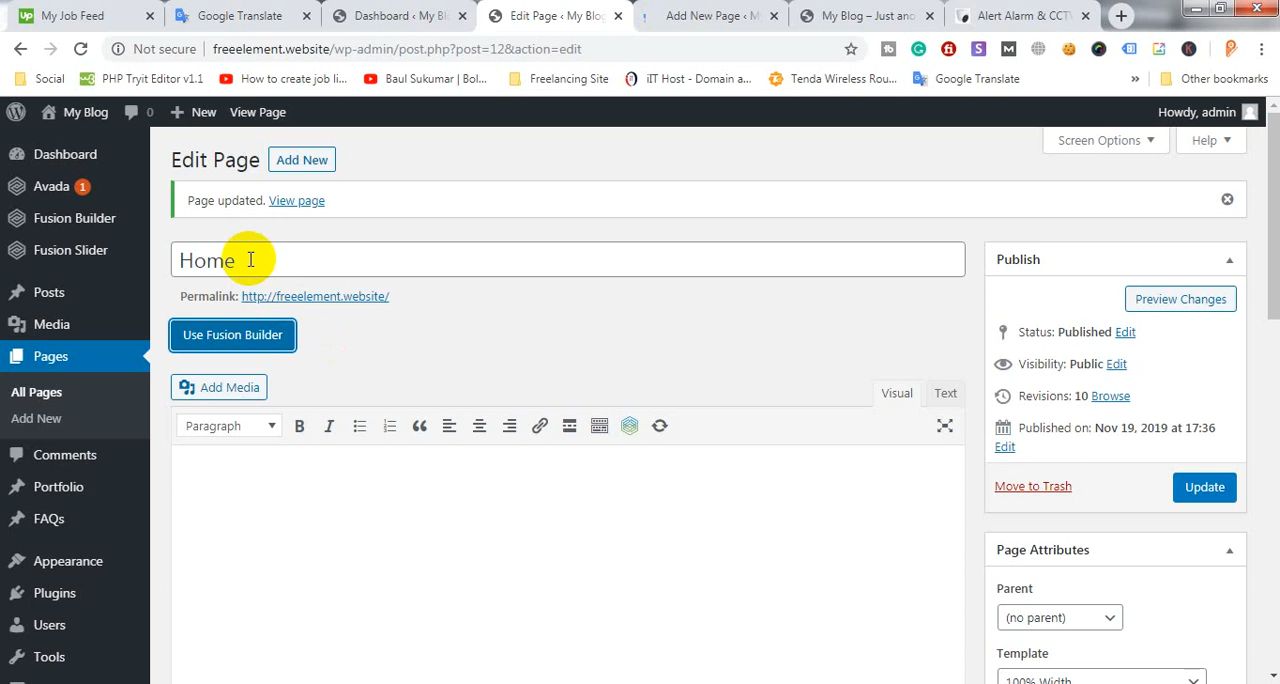 Up My Job Feed
Google Translate
Dashboard ‹ My Bl
Edit Page ‹ My Blog
Add New Page ‹ My
My Blog – Just ano
Alert Alarm & CCT
Not secure freeelement.website/wp-admin/post.php?post=12&action=edit
Social
w3 PHP Tryit Editor v1.1
How to create job li...
Baul Sukumar | Bol...
Freelancing Site
iIT Host - Domain a...
Tenda Wireless Rou...
Google Translate
»
Other bookmarks
My Blog
0
New
View Page
Howdy, admin
Dashboard
Avada 1
Fusion Builder
Fusion Slider
Posts
Media
Pages
All Pages
Add New
Comments
Portfolio
FAQs
Appearance
Plugins
Users
Tools
Screen Options
Help
Edit Page
Add New
Page updated. View page
Home
Permalink: http://freeelement.website/
Use Fusion Builder
Add Media
Visual
Text
Paragraph
B I
Publish
Preview Changes
Status: Published Edit
Visibility: Public Edit
Revisions: 10 Browse
Published on: Nov 19, 2019 at 17:36
Edit
Move to Trash
Update
Page Attributes
Parent
(no parent)
Template
100% Width